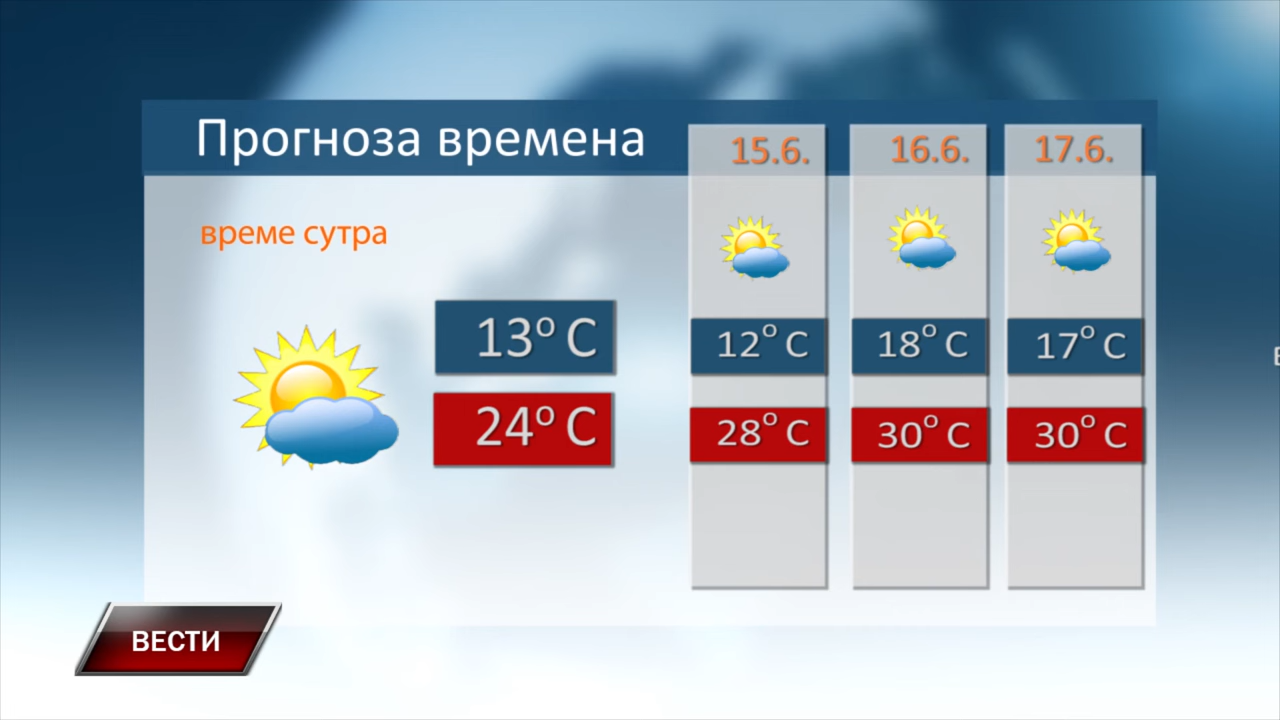 Прогноза времена
време сутра
13° C
24° C
15.6.
12° C
28° C
16.6.
18° C
30° C
17.6.
17° C
30° C
ВЕСТИ